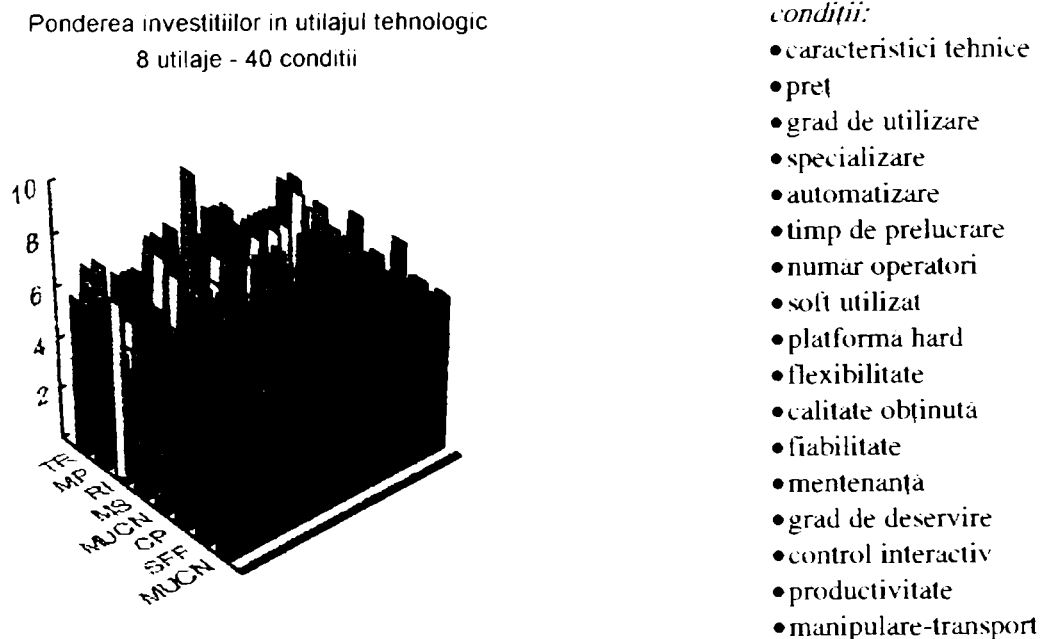 Ponderea investitiilor in utilajul tehnologic
8 utilaje - 40 conditii
10
8
6
4
2
TF
MP
RI
MS
MUCN
CP
SFF
MUCN
condiții:
•caracteristici tehnice
•preț
•grad de utilizare
•specializare
•automatizare
•timp de prelucrare
•numar operatori
•soft utilizat
•platforma hard
•flexibilitate
•calitate obținută
•fiabilitate
•mentenanță
•grad de deservire
•control interactiv
•productivitate
•manipulare-transport